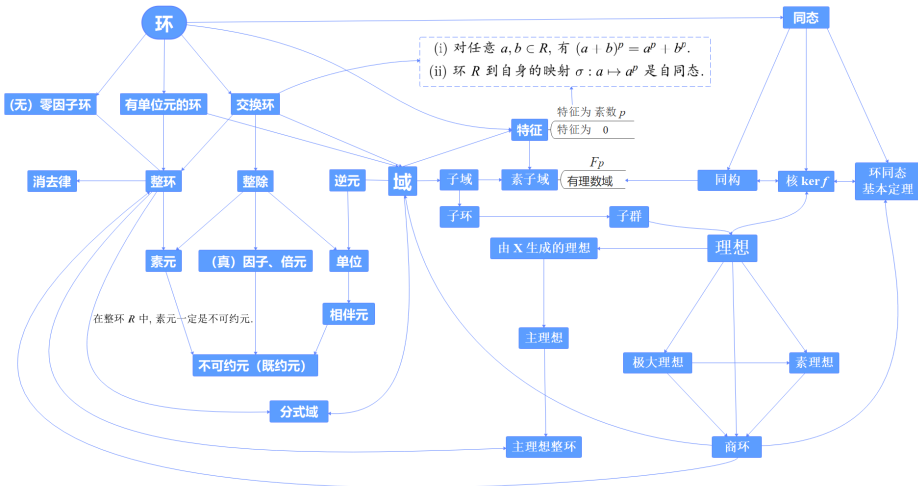 环
同态
(i) 对任意 a, b ∈ R, 有 (a + b)^p = a^p + b^p.
(ii) 环 R 到自身的映射 σ : a ↦ a^p 是自同态.
（无）零因子环
有单位元的环
交换环
特征
特征为 素数 p
特征为 0
消去律
整环
整除
逆元
域
子域
素子域
F_p
有理数域
同构
核 ker f
环同态
基本定理
子环
子群
理想
由 X 生成的理想
素元
（真）因子、倍元
单位
相伴元
在整环 R 中, 素元一定是不可约元.
主理想
不可约元（既约元）
极大理想
素理想
分式域
主理想整环
商环